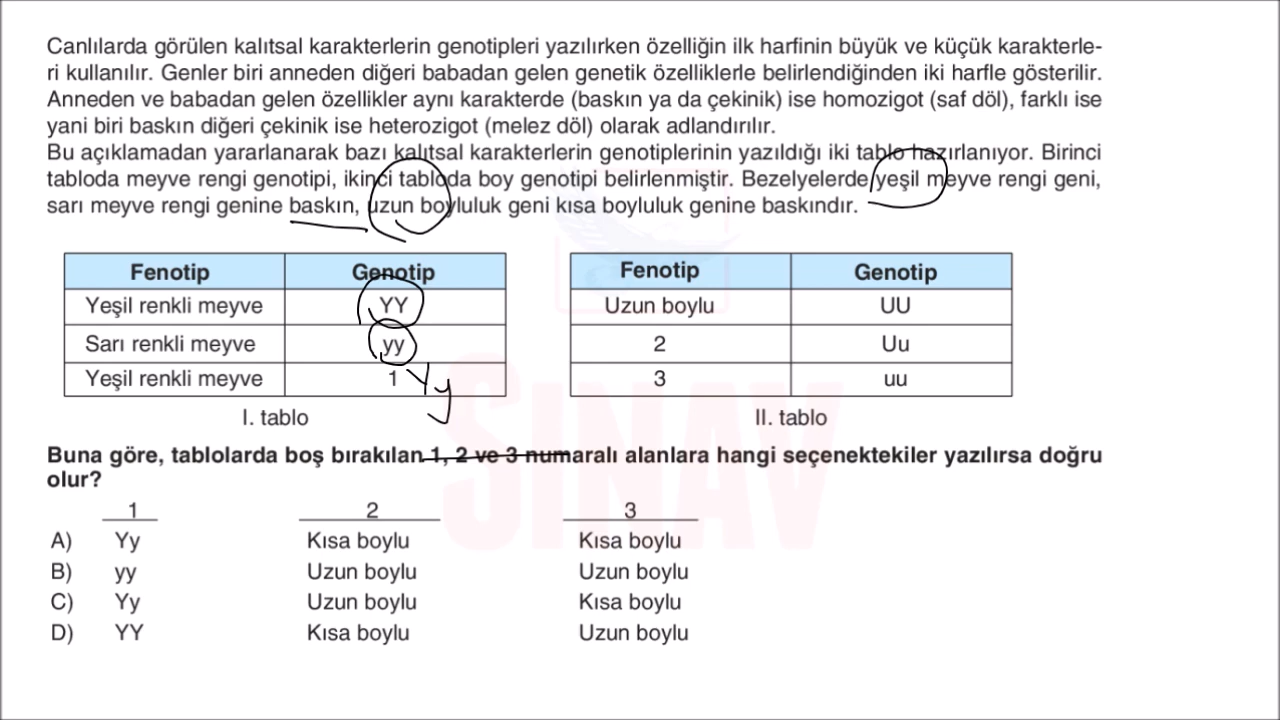 Canlılarda görülen kalıtsal karakterlerin genotipleri yazılırken özelliğin ilk harfinin büyük ve küçük karakterle-
ri kullanılır. Genler biri anneden diğeri babadan gelen genetik özelliklerle belirlendiğinden iki harfle gösterilir.
Anneden ve babadan gelen özellikler aynı karakterde (baskın ya da çekinik) ise homozigot (saf döl), farklı ise
yani biri baskın diğeri çekinik ise heterozigot (melez döl) olarak adlandırılır.
Bu açıklamadan yararlanarak bazı kalıtsal karakterlerin genotiplerinin yazıldığı iki tablo hazırlanıyor. Birinci
tabloda meyve rengi genotipi, ikinci tabloda boy genotipi belirlenmiştir. Bezelyelerde yeşil meyve rengi geni,
sarı meyve rengi genine baskın, uzun boyluluk geni kısa boyluluk genine baskındır.
Fenotip Genotip Fenotip Genotip
Yeşil renkli meyve YY Uzun boylu UU
Sarı renkli meyve yy 2 Uu
Yeşil renkli meyve 1 Yy 3 uu
I. tablo II. tablo
SINAV
Buna göre, tablolarda boş bırakılan 1, 2 ve 3 numaralı alanlara hangi seçenektekiler yazılırsa doğru
olur?
1 2 3
A) Yy Kısa boylu Kısa boylu
B) yy Uzun boylu Uzun boylu
C) Yy Uzun boylu Kısa boylu
D) YY Kısa boylu Uzun boylu